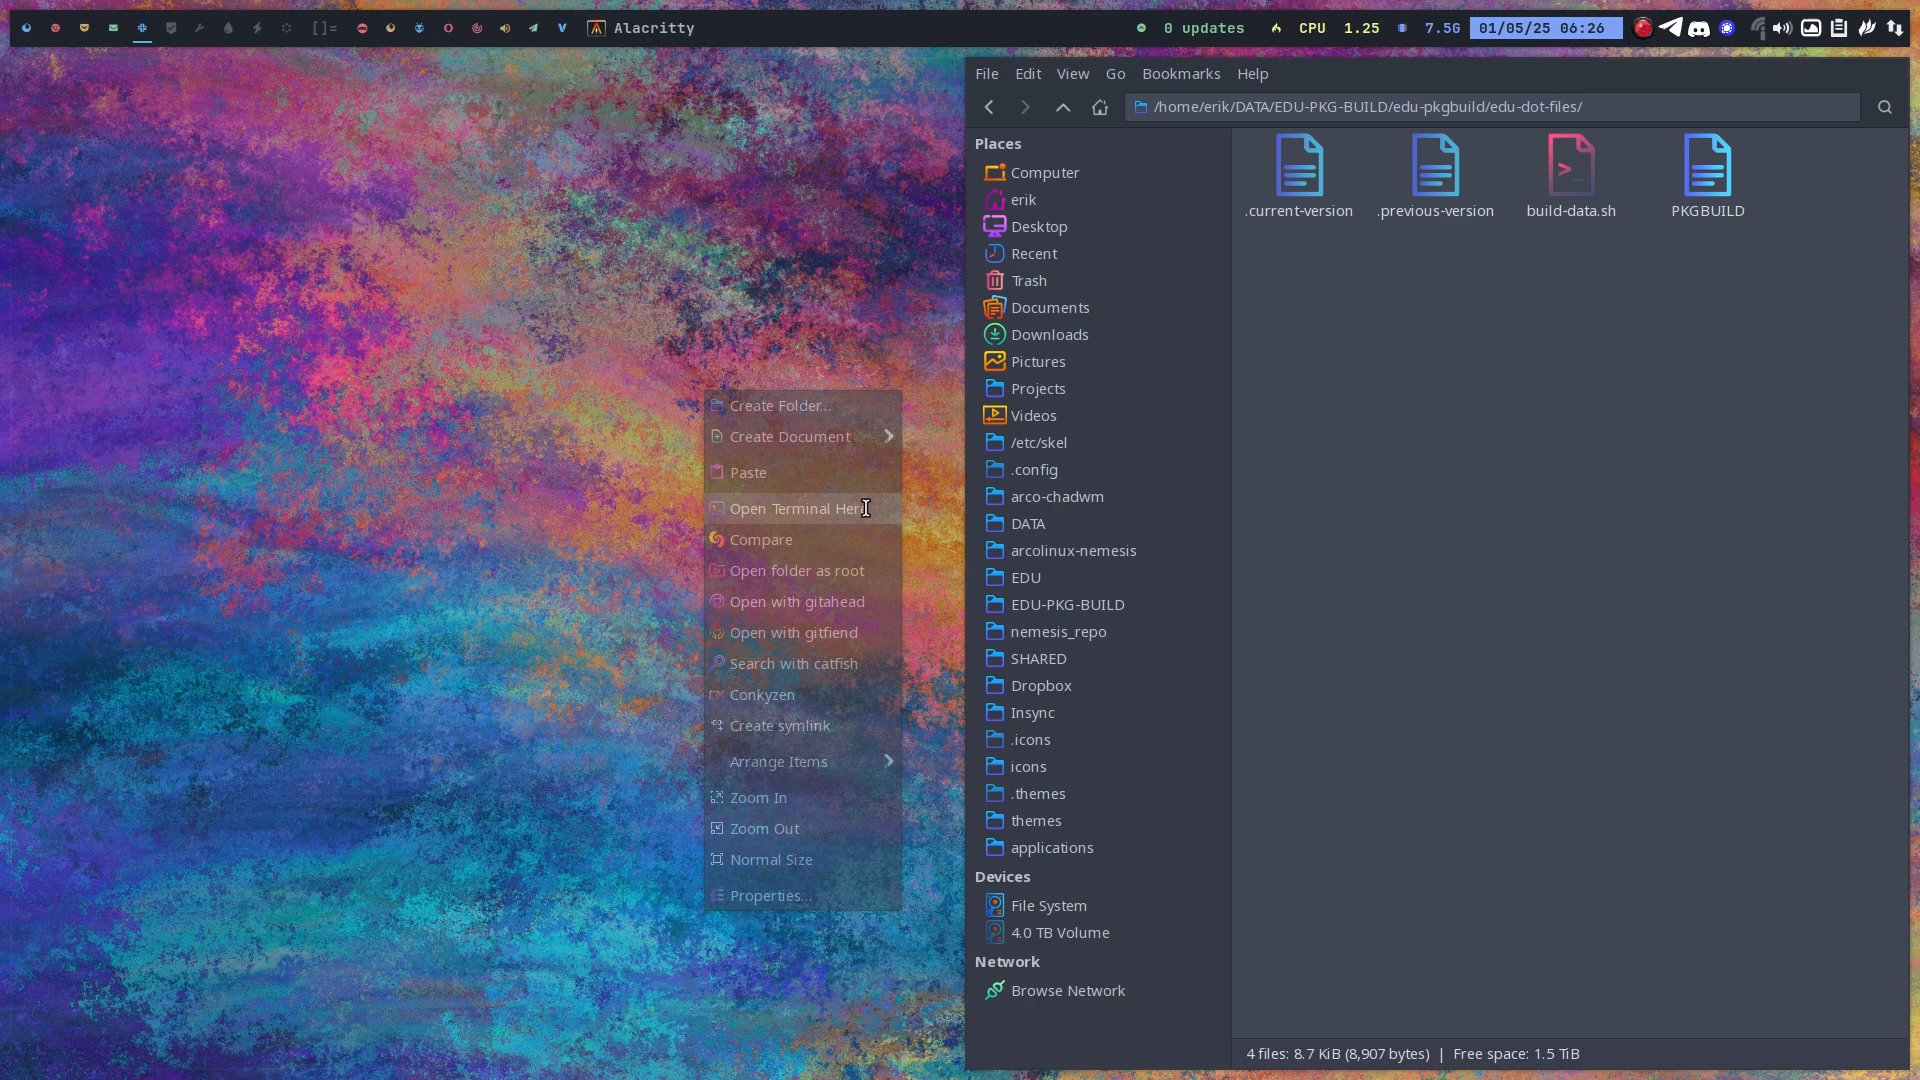 []= Alacritty 0 updates CPU 1.25 7.5G 01/05/25 06:26
File Edit View Go Bookmarks Help
/home/erik/DATA/EDU-PKG-BUILD/edu-pkgbuild/edu-dot-files/
Places
Computer
erik
Desktop
Recent
Trash
Documents
Downloads
Pictures
Projects
Videos
/etc/skel
.config
arco-chadwm
DATA
arcolinux-nemesis
EDU
EDU-PKG-BUILD
nemesis_repo
SHARED
Dropbox
Insync
.icons
icons
.themes
themes
applications
Devices
File System
4.0 TB Volume
Network
Browse Network
.current-version .previous-version build-data.sh PKGBUILD
4 files: 8.7 KiB (8,907 bytes) | Free space: 1.5 TiB
Create Folder...
Create Document
Paste
Open Terminal Here
Compare
Open folder as root
Open with gitahead
Open with gitfiend
Search with catfish
Conkyzen
Create symlink
Arrange Items
Zoom In
Zoom Out
Normal Size
Properties...